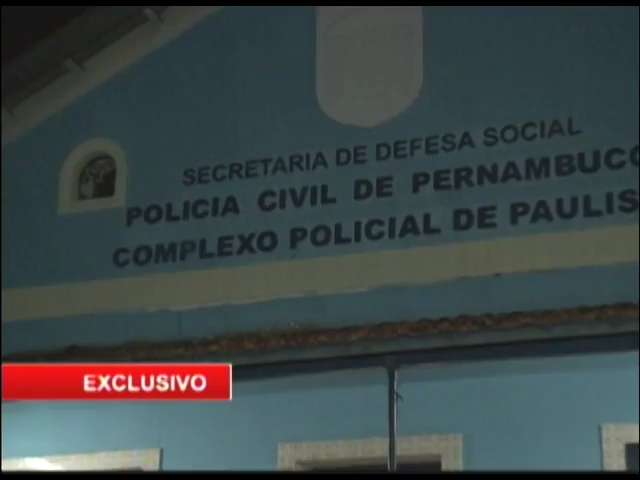 SECRETARIA DE DEFESA SOCIAL
POLICIA CIVIL DE PERNAMBUCO
COMPLEXO POLICIAL DE PAULIS
EXCLUSIVO